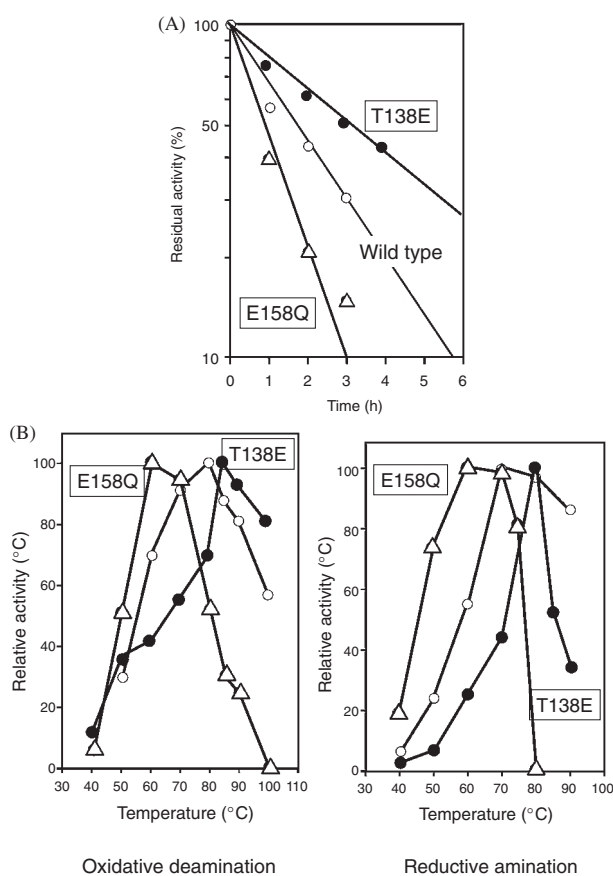 (A)
100
50
10
Residual activity (%)
T138E
Wild type
E158Q
0 1 2 3 4 5 6
Time (h)
(B)
100
80
60
40
20
0
Relative activity (°C)
E158Q
T138E
30 40 50 60 70 80 90 100 110
Temperature (°C)
Oxidative deamination
100
80
60
40
20
0
Relative activity (°C)
E158Q
T138E
30 40 50 60 70 80 90 100
Temperature (°C)
Reductive amination